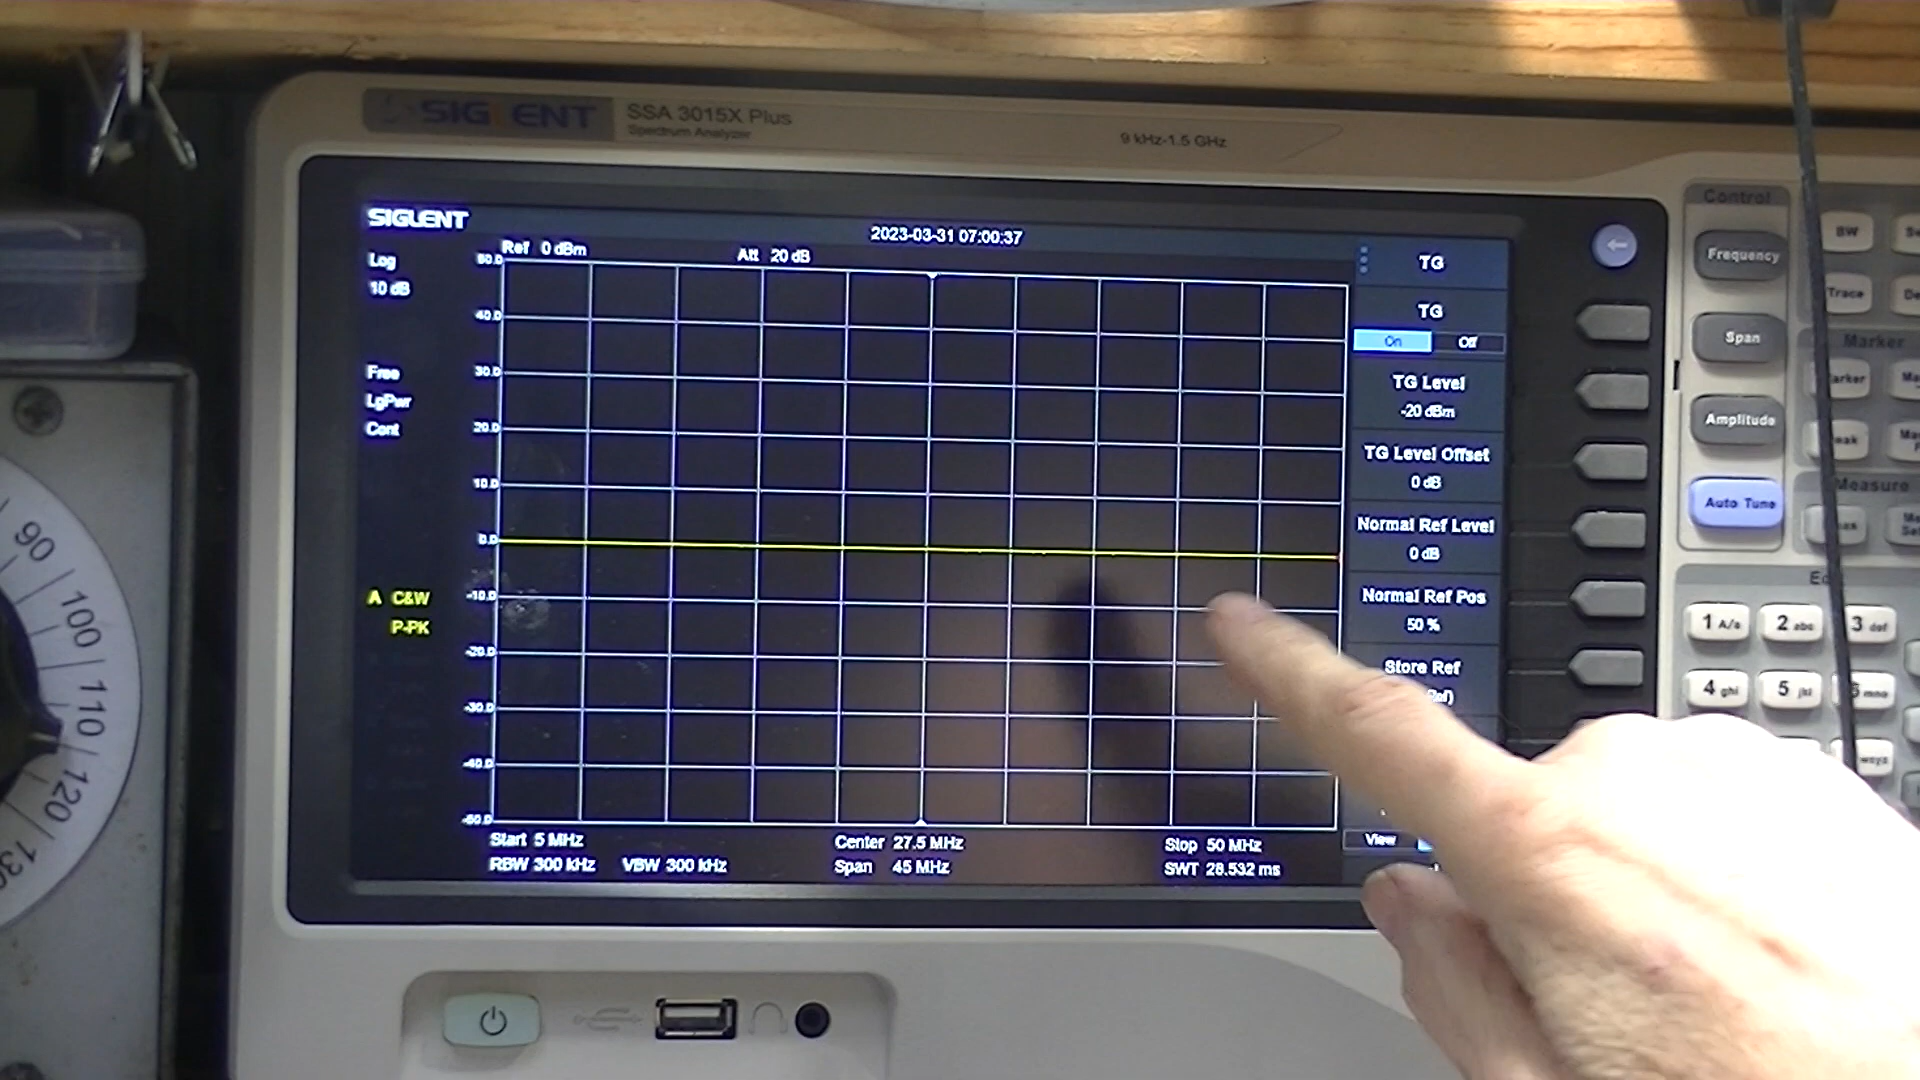 SIGLENT
SSA 3015X Plus
Spectrum Analyzer
9 kHz-1.5 GHz
SIGLENT
2023-03-31 07:00:37
Ref 0 dBm
Att 20 dB
Log
10 dB
Free
LgPwr
Cont
A C&W
P-PK
50.0
40.0
30.0
20.0
10.0
0.0
-10.0
-20.0
-30.0
-40.0
-50.0
Start 5 MHz
Center 27.5 MHz
Stop 50 MHz
RBW 300 kHz
VBW 300 kHz
Span 45 MHz
SWT 28.532 ms
TG
TG
On Off
TG Level
-20 dBm
TG Level Offset
0 dB
Normal Ref Level
0 dB
Normal Ref Pos
50 %
Store Ref
View
Control
Frequency
BW
Span
Trace
Amplitude
Marker
Auto Tune
Measure
1 A/a
2 abc
3 def
4 ghi
5 jkl
6 mno
90
100
110
120
130